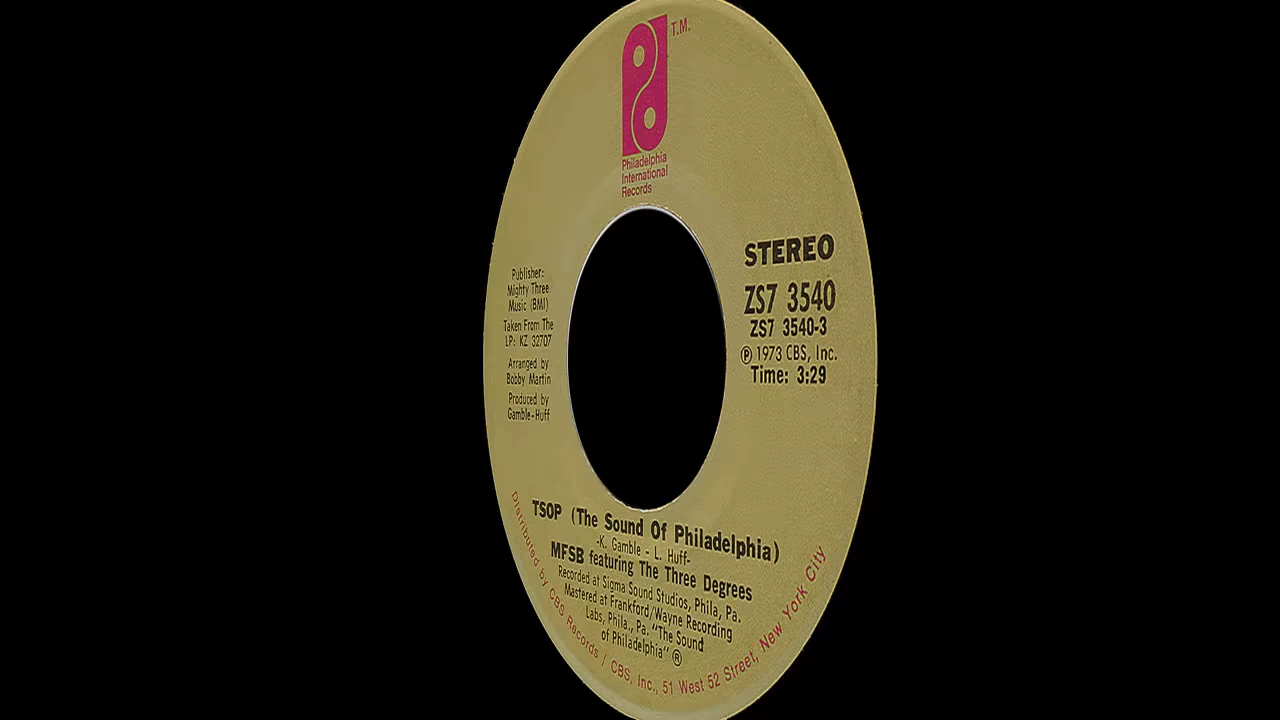 T.M.
Philadelphia
International
Records
Publisher:
Mighty Three
Music (BMI)
Taken From The
LP: KZ 32707
Arranged by
Bobby Martin
Produced by
Gamble-Huff
STEREO
ZS7 3540
ZS7 3540-3
℗ 1973 CBS, Inc.
Time: 3:29
TSOP (The Sound Of Philadelphia)
-K. Gamble - L. Huff-
MFSB featuring The Three Degrees
Recorded at Sigma Sound Studios, Phila, Pa.
Mastered at Frankford/Wayne Recording
Labs, Phila., Pa. "The Sound
of Philadelphia" ®
Distributed by CBS Records / CBS, Inc., 51 West 52 Street, New York City